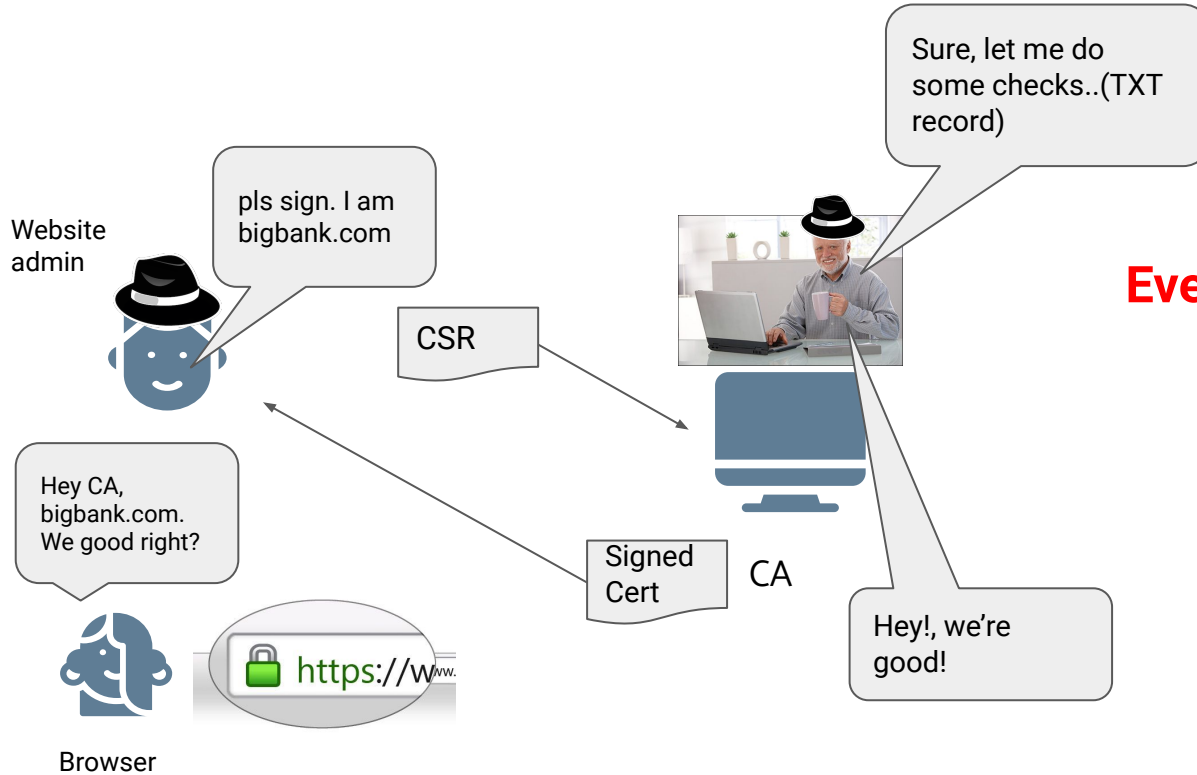 Sure, let me do
some checks..(TXT
record)
pls sign. I am
bigbank.com
Website
admin
Eve
CSR
Hey CA,
bigbank.com.
We good right?
Signed
Cert
CA
Hey!, we're
good!
https://w
ww.
Browser